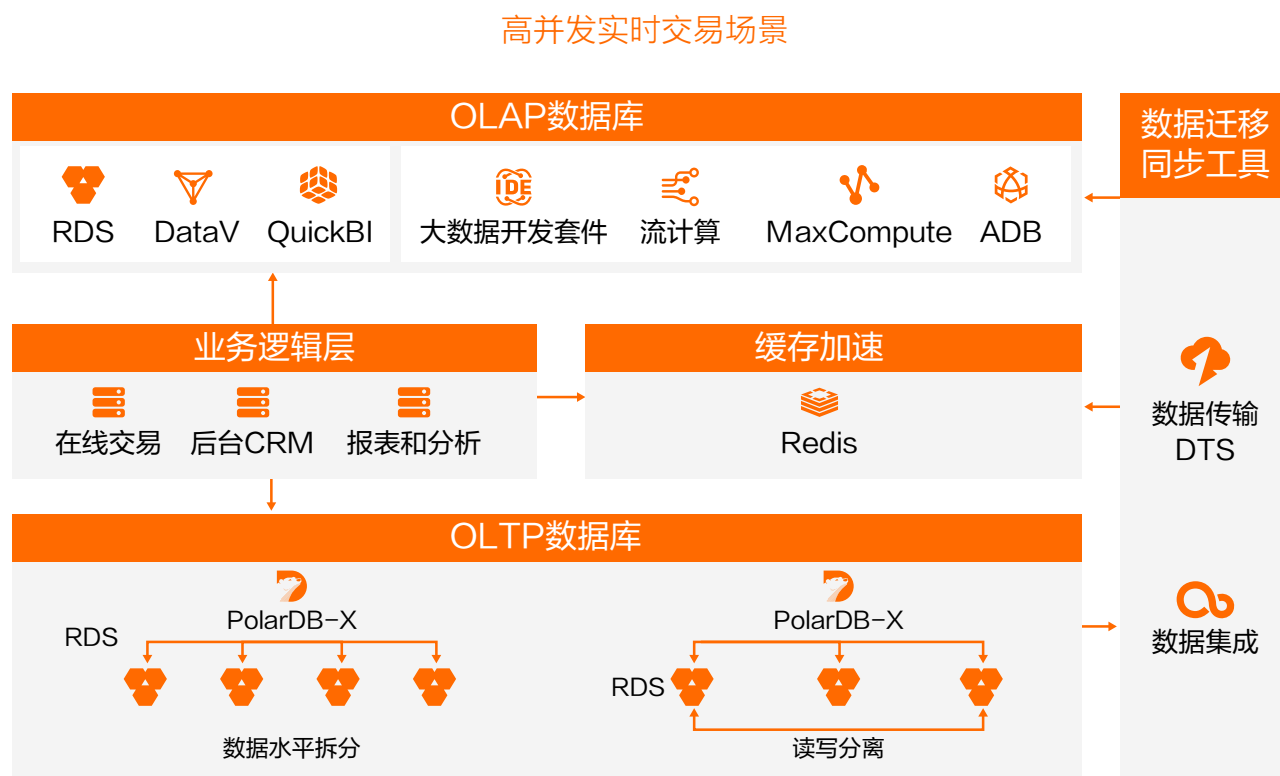 高并发实时交易场景
OLAP数据库
数据迁移
同步工具
RDS
DataV
QuickBI
IDE
大数据开发套件
流计算
MaxCompute
ADB
业务逻辑层
缓存加速
在线交易
后台CRM
报表和分析
Redis
数据传输
DTS
OLTP数据库
PolarDB-X
RDS
数据水平拆分
PolarDB-X
RDS
读写分离
数据集成